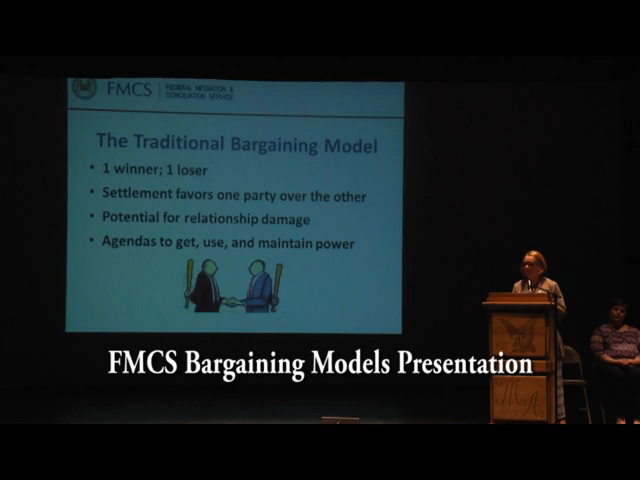 FMCS
FEDERAL MEDIATION &
CONCILIATION SERVICE
The Traditional Bargaining Model
• 1 winner; 1 loser
• Settlement favors one party over the other
• Potential for relationship damage
• Agendas to get, use, and maintain power
FMCS Bargaining Models Presentation